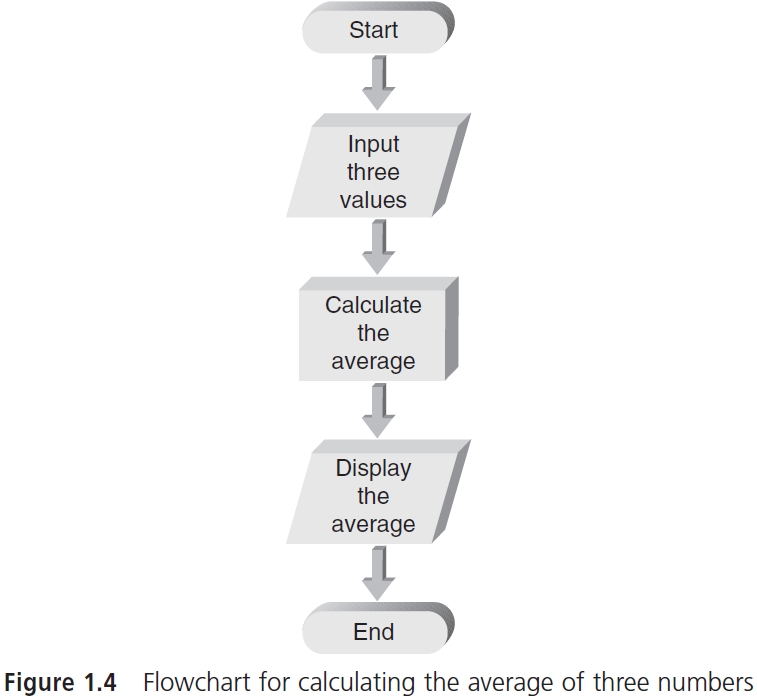 Start
Input
three
values
Calculate
the
average
Display
the
average
End
Figure 1.4 Flowchart for calculating the average of three numbers